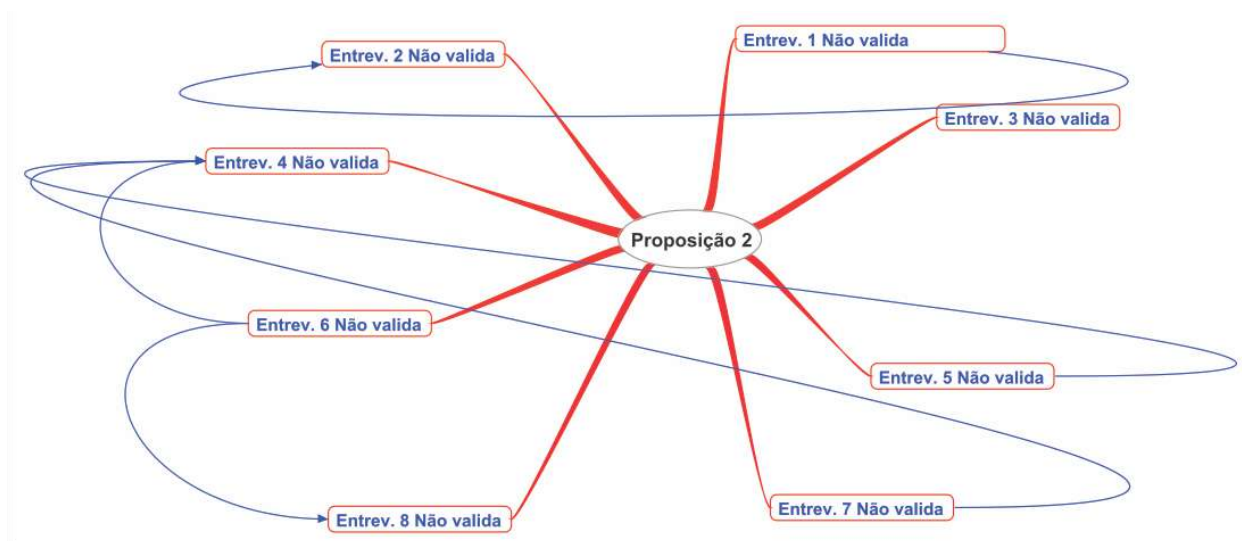 Entrev. 1 Não valida
Entrev. 2 Não valida
Entrev. 3 Não valida
Entrev. 4 Não valida
Proposição 2
Entrev. 6 Não valida
Entrev. 5 Não valida
Entrev. 7 Não valida
Entrev. 8 Não valida